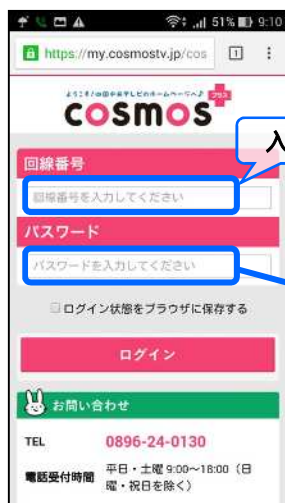 51% 9:10
https://my.cosmostv.jp/cos 1
ようこそ!四国中央テレビのホームページへ♪ プラス
cosmos
入
回線番号
回線番号を入力してください
パスワード
パスワードを入力してください
ログイン状態をブラウザに保存する
ログイン
お問い合わせ
TEL 0896-24-0130
電話受付時間 平日・土曜 9:00~18:00(日
曜・祝日を除く)